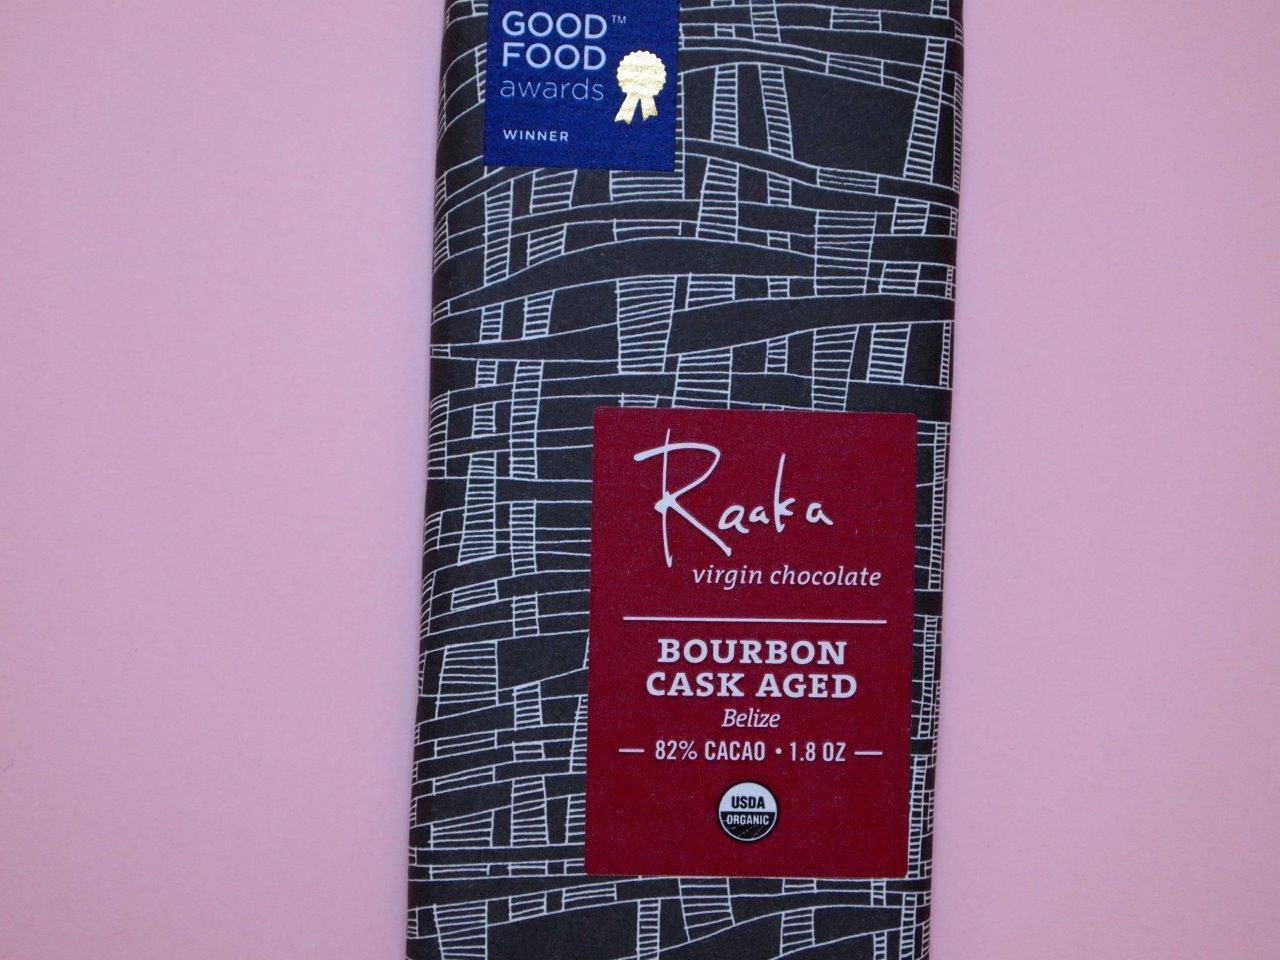 GOOD™
FOOD
awards
WINNER
Raaka
virgin chocolate
BOURBON
CASK AGED
Belize
— 82% CACAO • 1.8 OZ —
USDA
ORGANIC